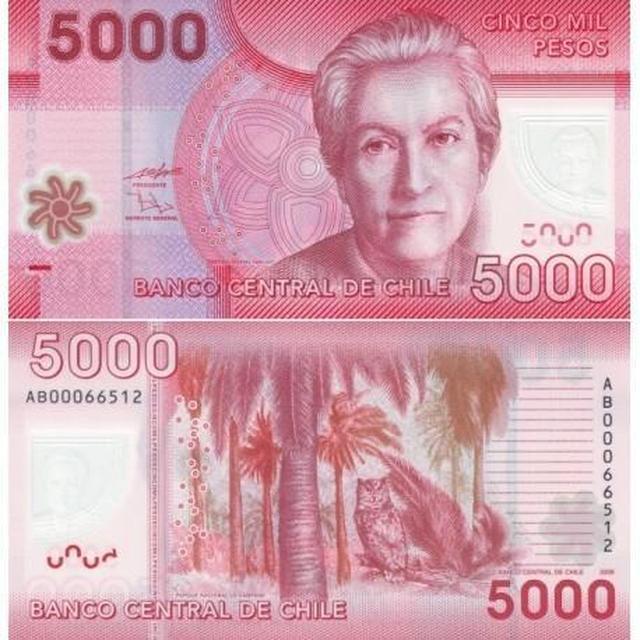 5000
CINCO MIL
PESOS
PRESIDENTE
GERENTE GENERAL
BANCO CENTRAL DE CHILE
5000
5000
AB00066512
AB00066512
BANCO CENTRAL DE CHILE
BANCO CENTRAL DE CHILE
5000